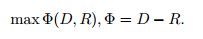 max Φ(D, R), Φ = D − R.